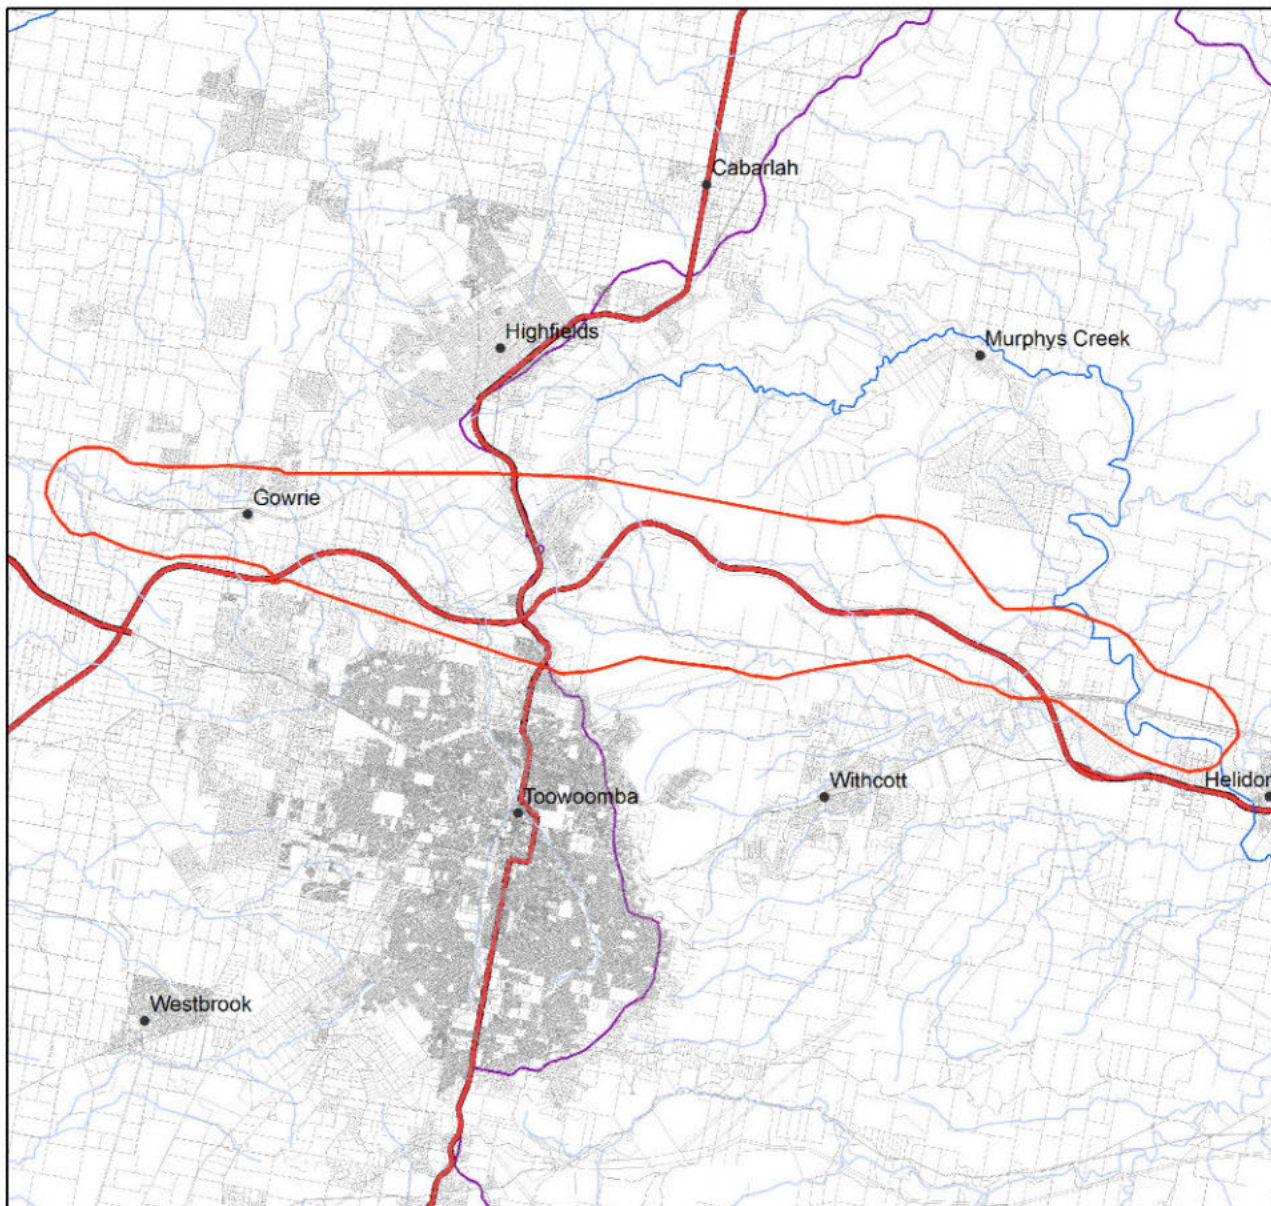 Cabarlah
Highfields
Murphys Creek
Gowrie
Toowoomba
Withcott
Helidon
Westbrook